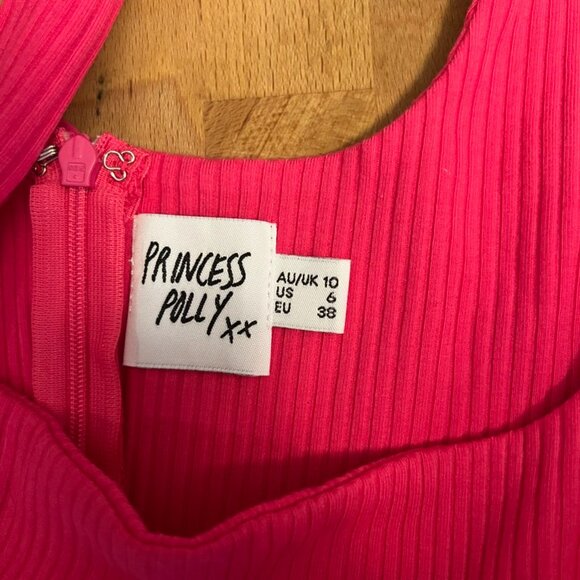 PRINCESS
POLLY xx
AU/UK 10
US 6
EU 38